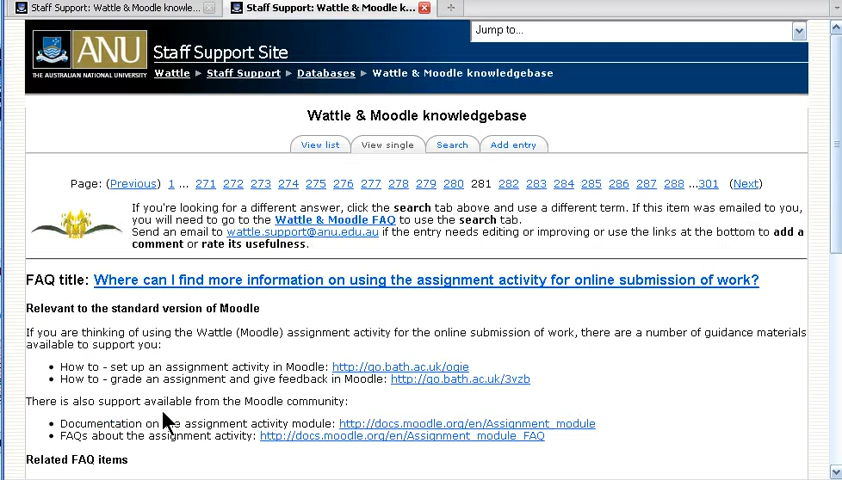 Staff Support: Wattle & Moodle knowle...
Staff Support: Wattle & Moodle k...
ANU
THE AUSTRALIAN NATIONAL UNIVERSITY
Staff Support Site
Jump to...
Wattle ► Staff Support ► Databases ► Wattle & Moodle knowledgebase
Wattle & Moodle knowledgebase
View list View single Search Add entry
Page: (Previous) 1 ... 271 272 273 274 275 276 277 278 279 280 281 282 283 284 285 286 287 288 ...301 (Next)
If you're looking for a different answer, click the search tab above and use a different term. If this item was emailed to you,
you will need to go to the Wattle & Moodle FAQ to use the search tab.
Send an email to wattle.support@anu.edu.au if the entry needs editing or improving or use the links at the bottom to add a
comment or rate its usefulness.
FAQ title: Where can I find more information on using the assignment activity for online submission of work?
Relevant to the standard version of Moodle
If you are thinking of using the Wattle (Moodle) assignment activity for the online submission of work, there are a number of guidance materials
available to support you:
• How to - set up an assignment activity in Moodle: http://go.bath.ac.uk/oqie
• How to - grade an assignment and give feedback in Moodle: http://go.bath.ac.uk/3vzb
There is also support available from the Moodle community:
• Documentation on the assignment activity module: http://docs.moodle.org/en/Assignment_module
• FAQs about the assignment activity: http://docs.moodle.org/en/Assignment_module_FAQ
Related FAQ items